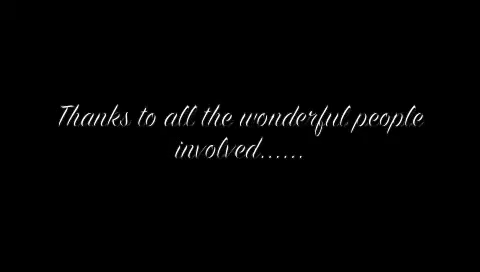 Thanks to all the wonderful people
involved......